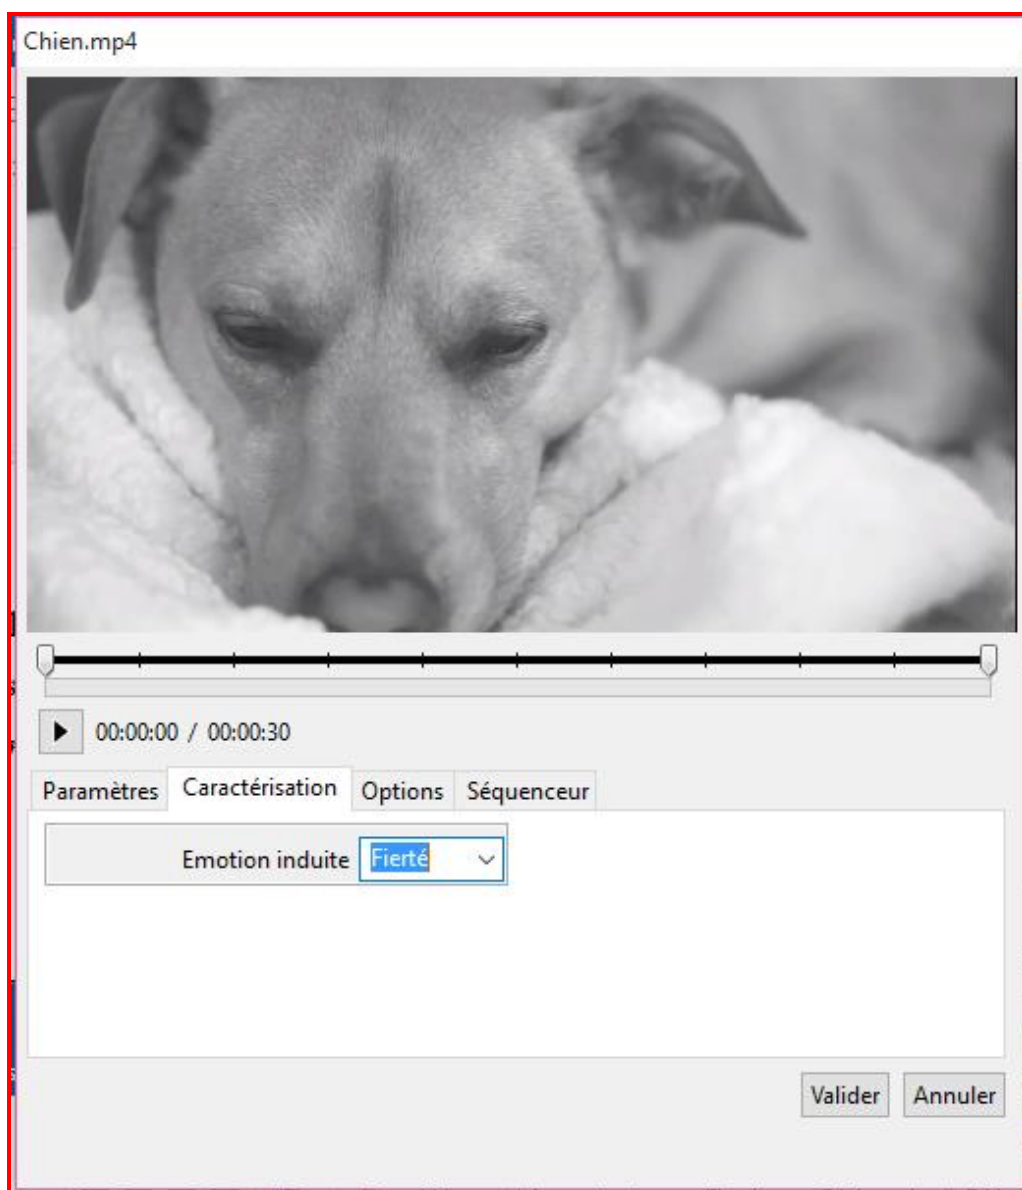 Chien.mp4
00:00:00 / 00:00:30
Paramètres Caractérisation Options Séquenceur
Emotion induite Fierté
Valider Annuler